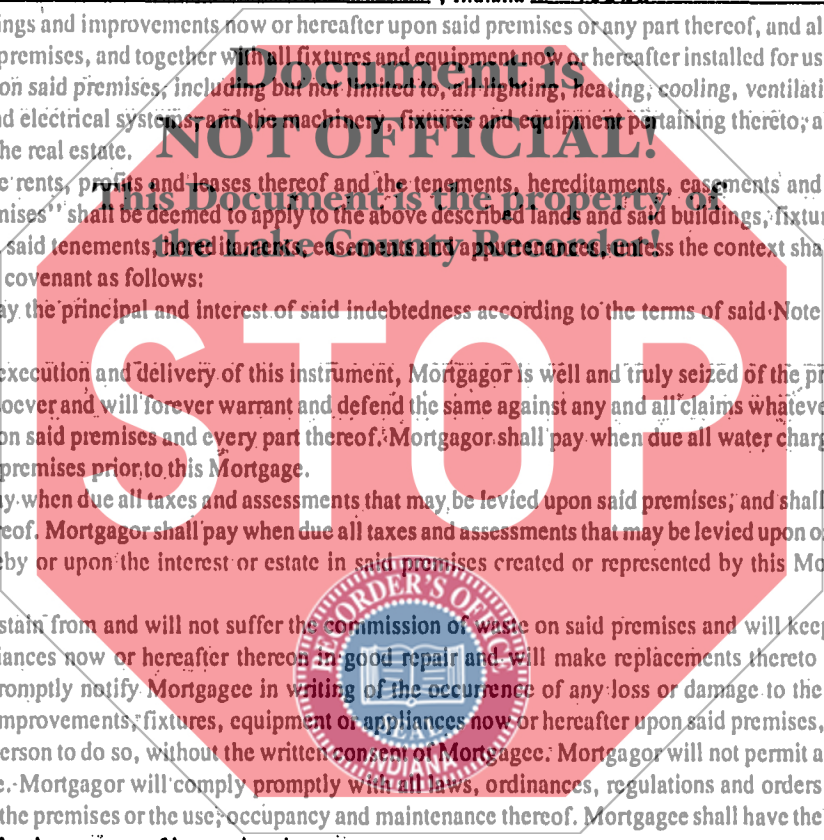 ings and improvements now or hereafter upon said premises or any part thereof, and al
premises, and together with all fixtures and equipment now or hereafter installed for us
Document is
on said premises; including but not limited to, all lighting, heating, cooling, ventilati
d electrical systems, and the machinery, fixtures and equipment pertaining thereto; a
NOT OFFICIAL!
he real estate.
e rents, profits and leases thereof and the tenements, hereditaments, easements and
This Document is the property of
nises" shall be deemed to apply to the above described lands and said buildings, fixtur
the Lake County Recorder!
said tenements, hereditaments, easements and appurtenances, unless the context sha
covenant as follows:
ay the principal and interest of said indebtedness according to the terms of said Note
STOP
execution and delivery of this instrument, Mortgagor is well and truly seized of the pr
oever and will forever warrant and defend the same against any and all claims whateve
on said premises and every part thereof. Mortgagor shall pay when due all water charg
premises prior to this Mortgage.
y when due all taxes and assessments that may be levied upon said premises, and shall
eof. Mortgagor shall pay when due all taxes and assessments that may be levied upon o
eby or upon the interest or estate in said premises created or represented by this Mo
RECORDER'S OFFICE
SEAL
INDIANA
stain from and will not suffer the commission of waste on said premises and will keep
iances now or hereafter thereon in good repair and will make replacements thereto
romptly notify Mortgagee in writing of the occurrence of any loss or damage to the
mprovements, fixtures, equipment or appliances now or hereafter upon said premises,
erson to do so, without the written consent of Mortgagee. Mortgagor will not permit a
e. Mortgagor will comply promptly with all laws, ordinances, regulations and orders
the premises or the use, occupancy and maintenance thereof. Mortgagee shall have the